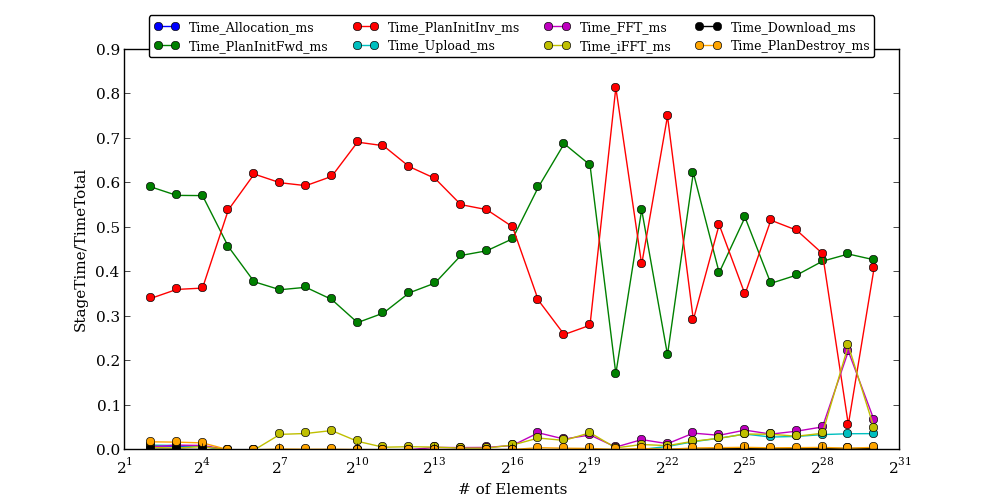 Time_Allocation_ms Time_PlanInitInv_ms Time_FFT_ms Time_Download_ms
Time_PlanInitFwd_ms Time_Upload_ms Time_iFFT_ms Time_PlanDestroy_ms
0.9
0.8
0.7
0.6
0.5
0.4
0.3
0.2
0.1
0.0
StageTime/TimeTotal
2^1 2^4 2^7 2^10 2^13 2^16 2^19 2^22 2^25 2^28 2^31
# of Elements